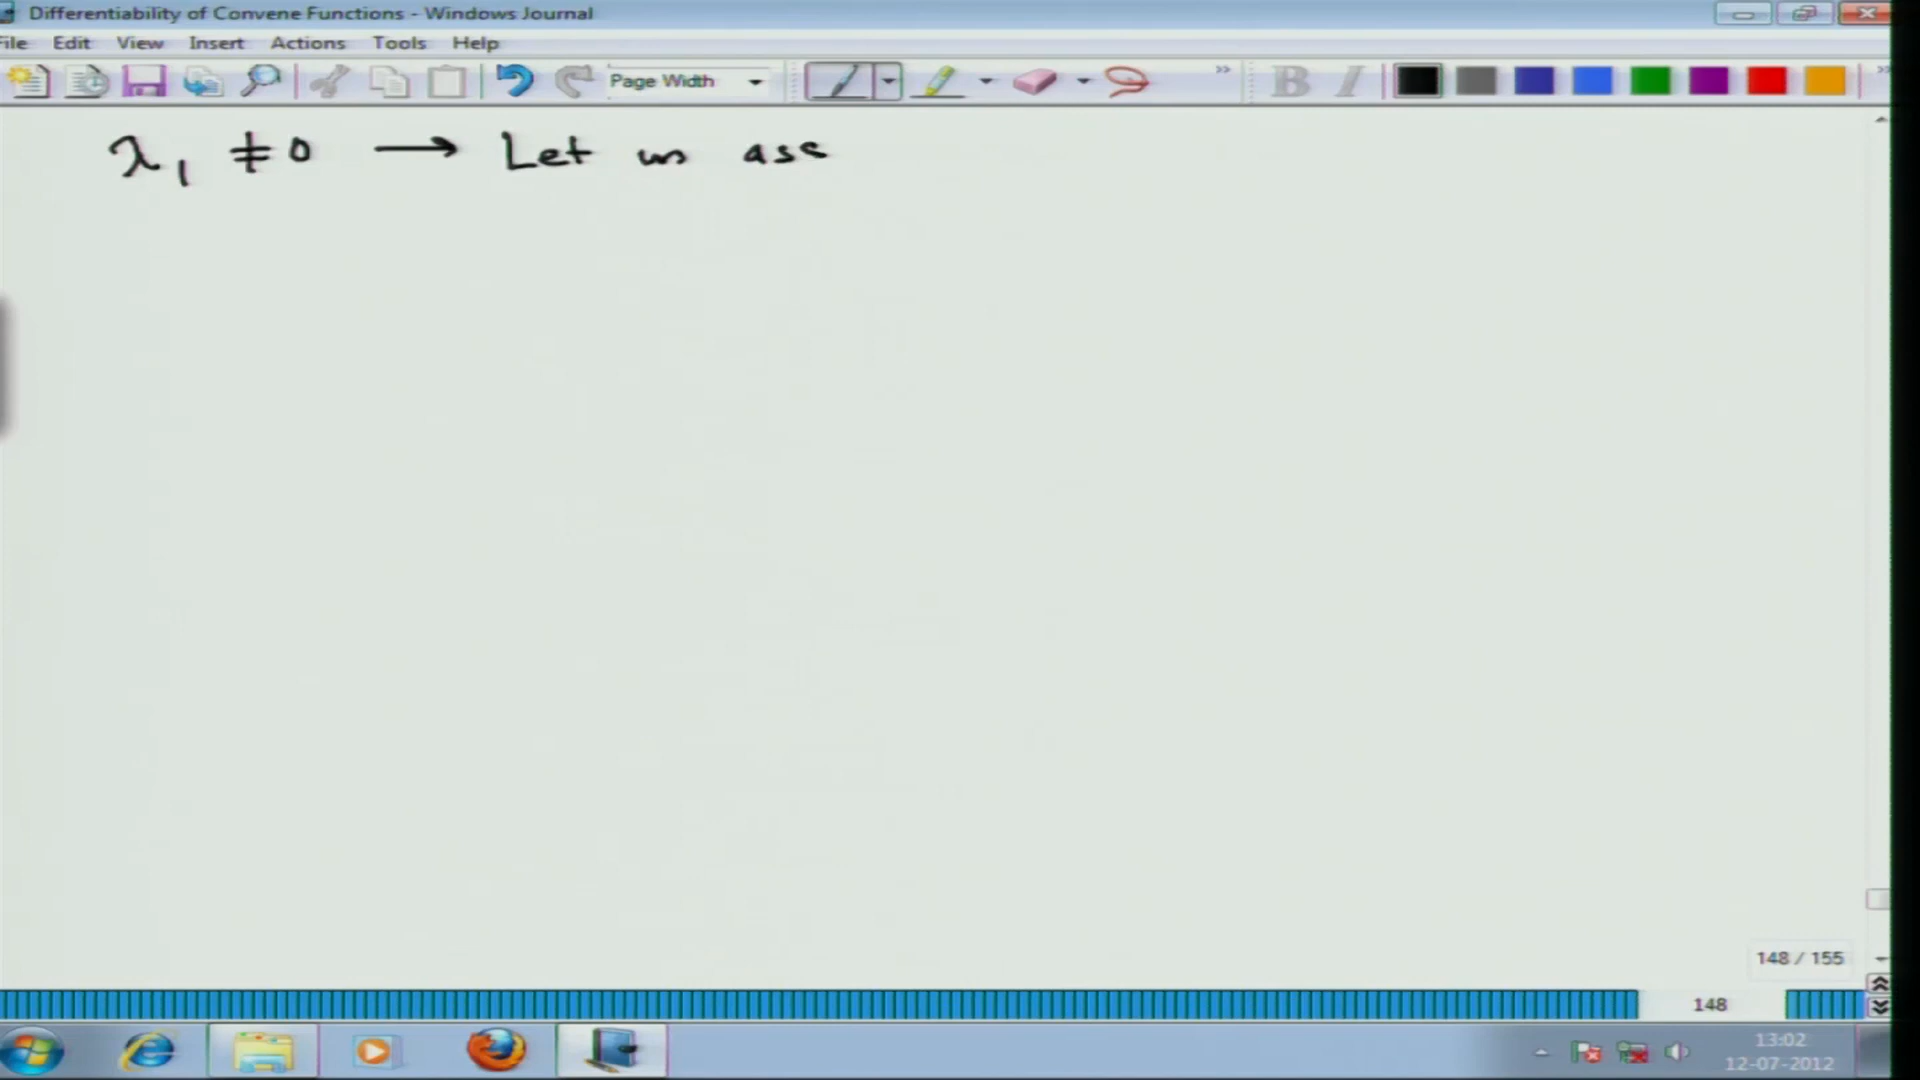 Differentiability of Convene Functions - Windows Journal
File Edit View Insert Actions Tools Help
Page Width
B I
λ₁ ≠ 0 → Let us ass
148 / 155
148
13:02
12-07-2012